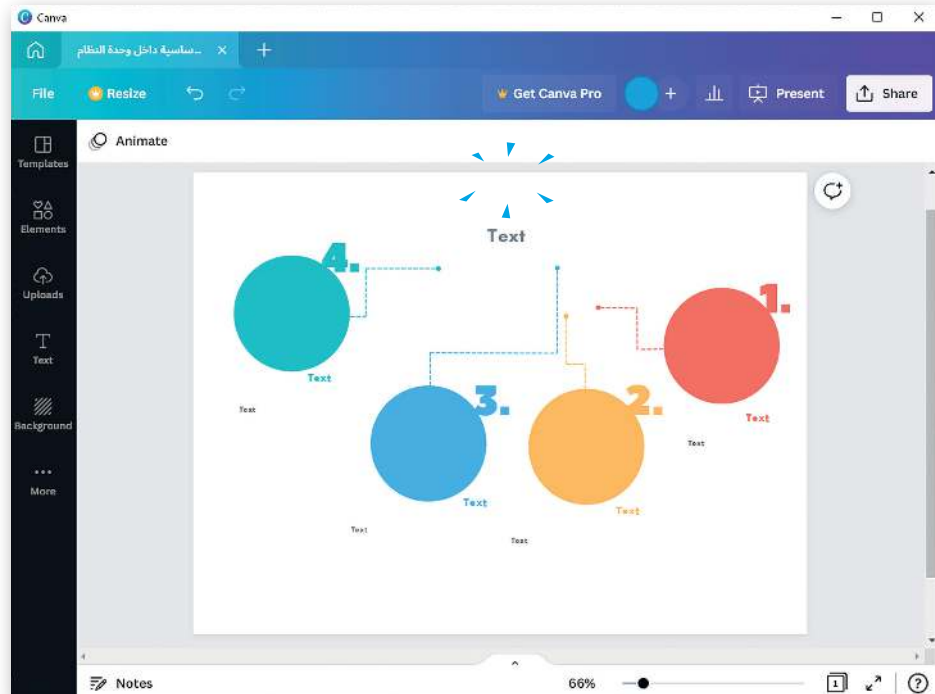 Canva
...ساسية داخل وحدة النظام
File
Resize
Get Canva Pro
Present
Share
Templates
Elements
Uploads
Text
Background
More
Animate
Text
4.
1.
Text
Text
3.
2.
Text
Text
Text
Text
Text
Text
Notes
66%
1